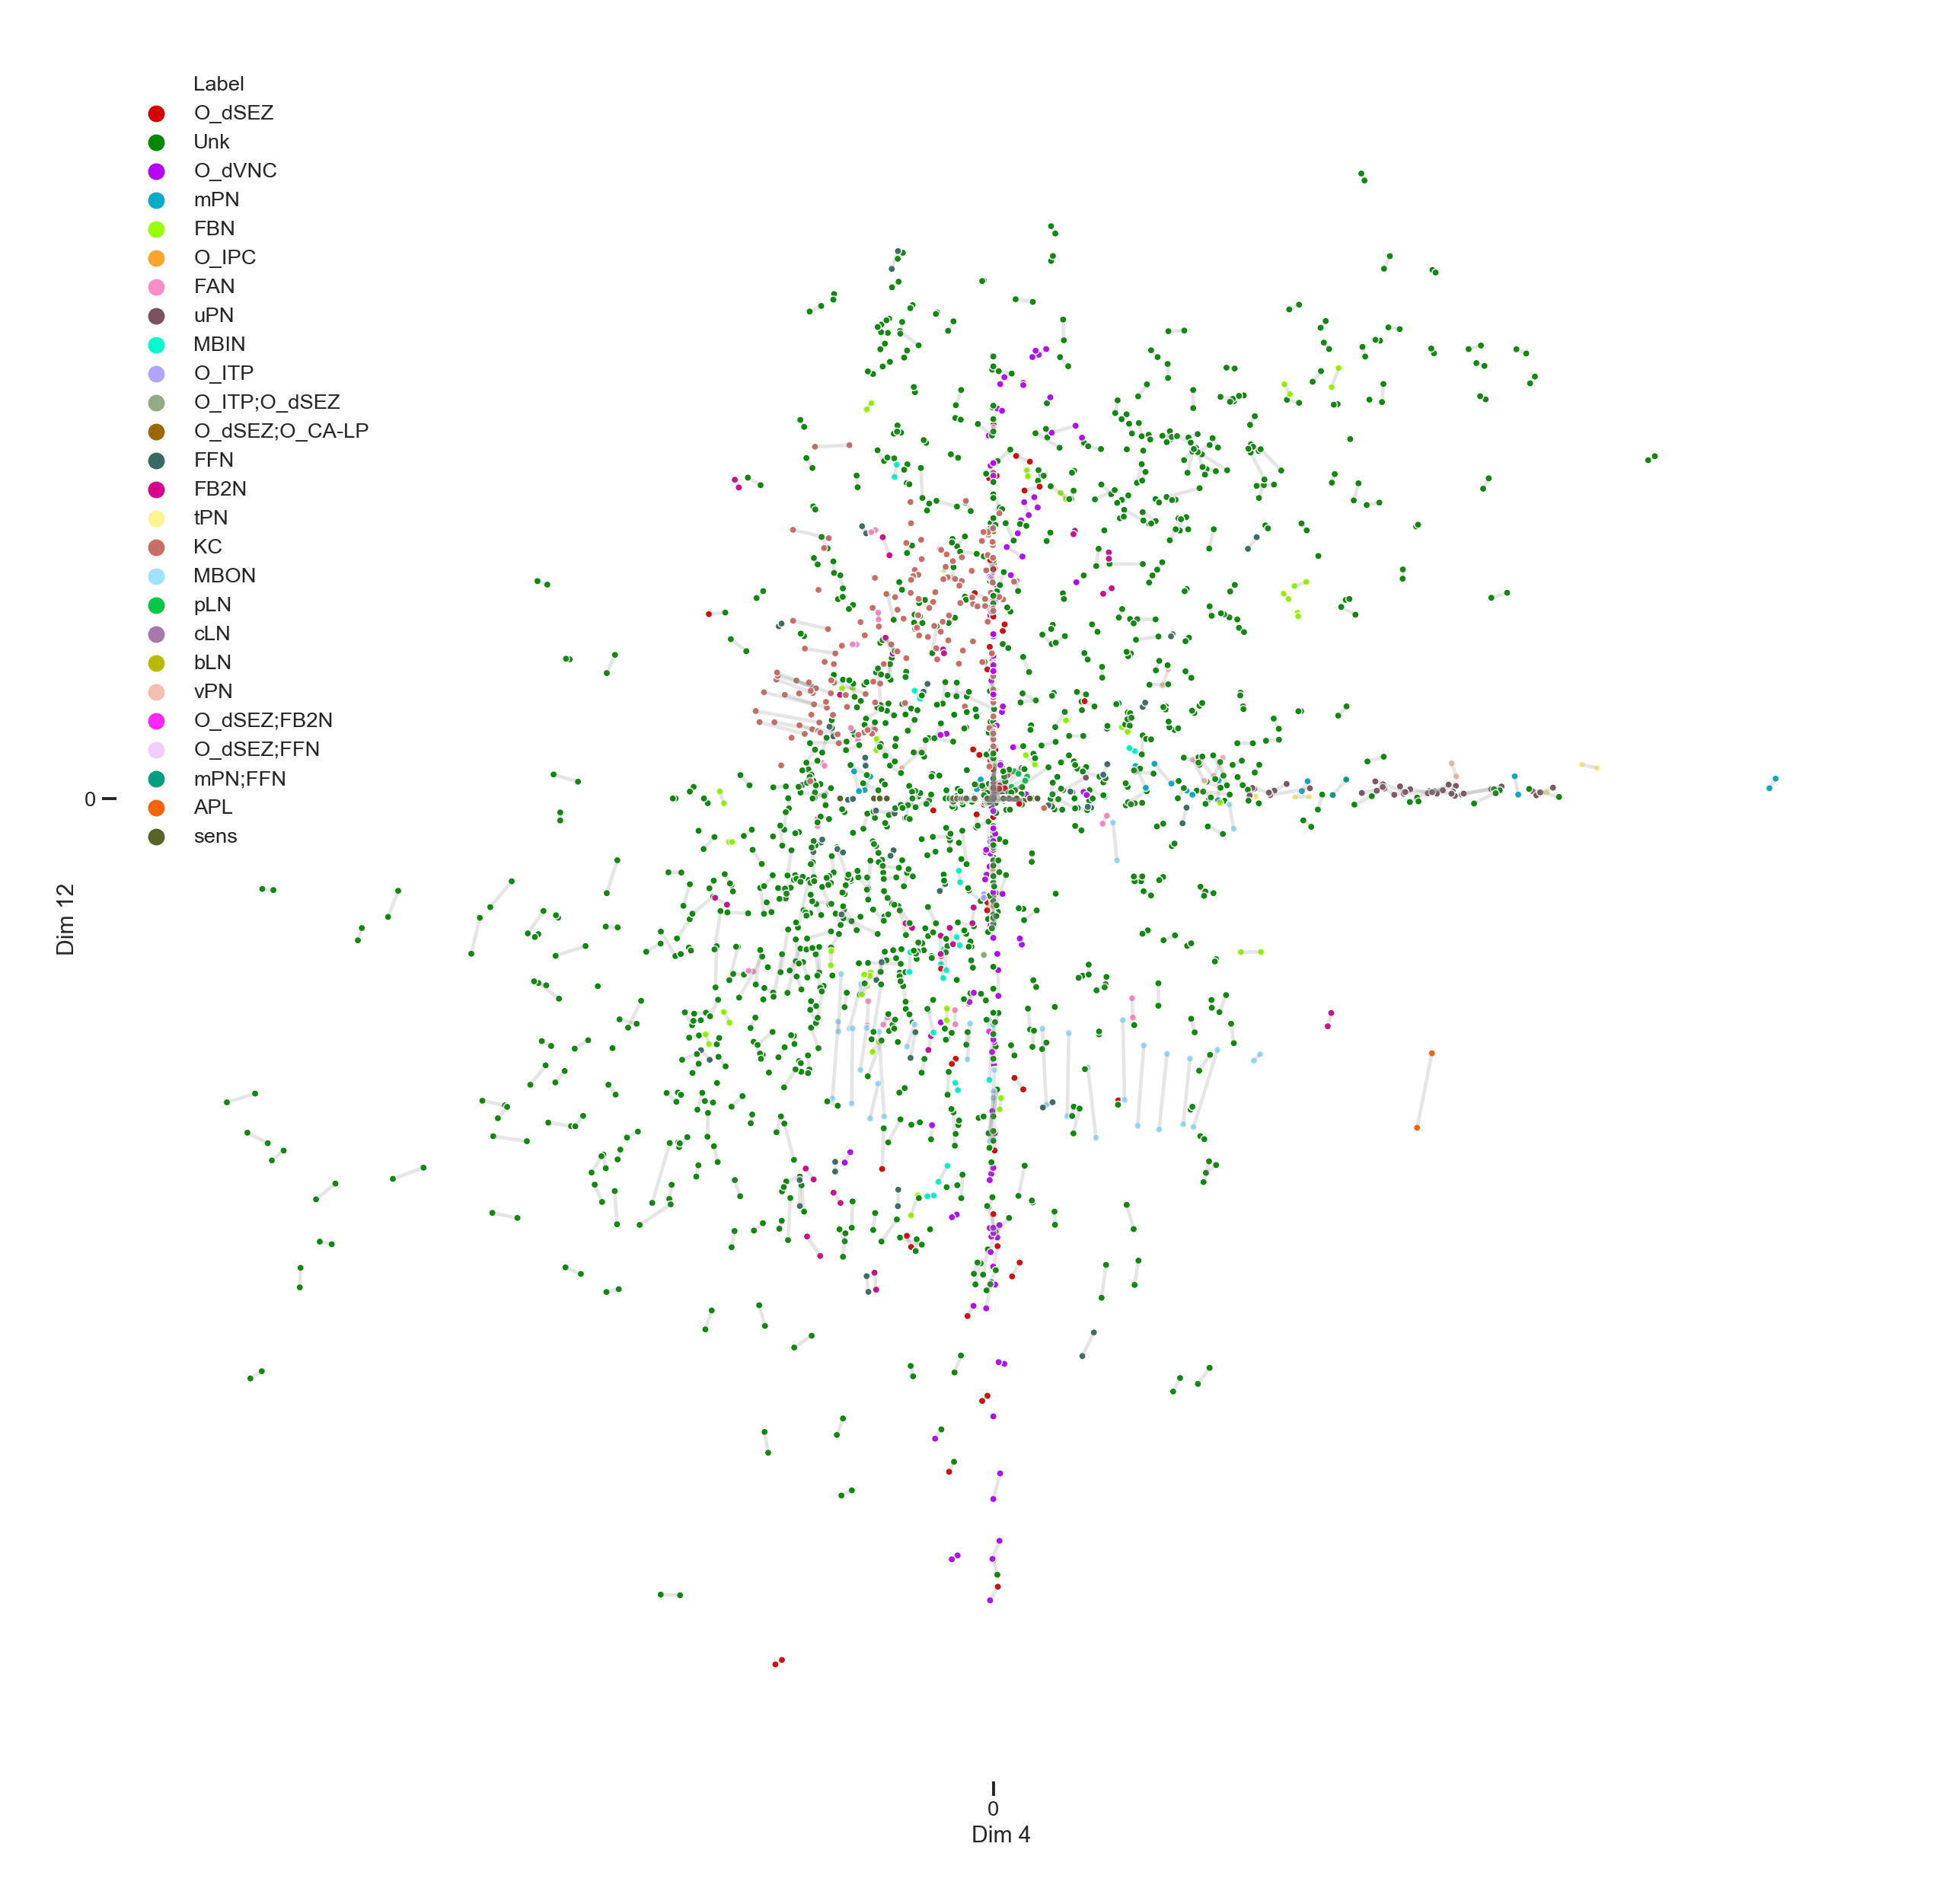 Label
O_dSEZ
Unk
O_dVNC
mPN
FBN
O_IPC
FAN
uPN
MBIN
O_ITP
O_ITP;O_dSEZ
O_dSEZ;O_CA-LP
FFN
FB2N
tPN
KC
MBON
pLN
cLN
bLN
vPN
O_dSEZ;FB2N
O_dSEZ;FFN
mPN;FFN
APL
sens
0
Dim 12
0
Dim 4